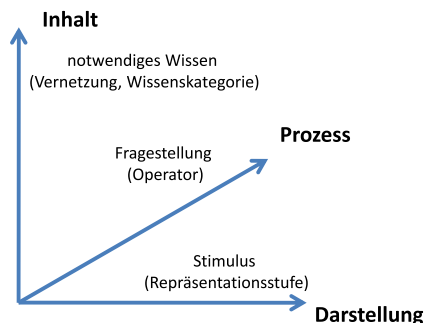 Inhalt
notwendiges Wissen
(Vernetzung, Wissenskategorie)
Prozess
Fragestellung
(Operator)
Stimulus
(Repräsentationsstufe)
Darstellung